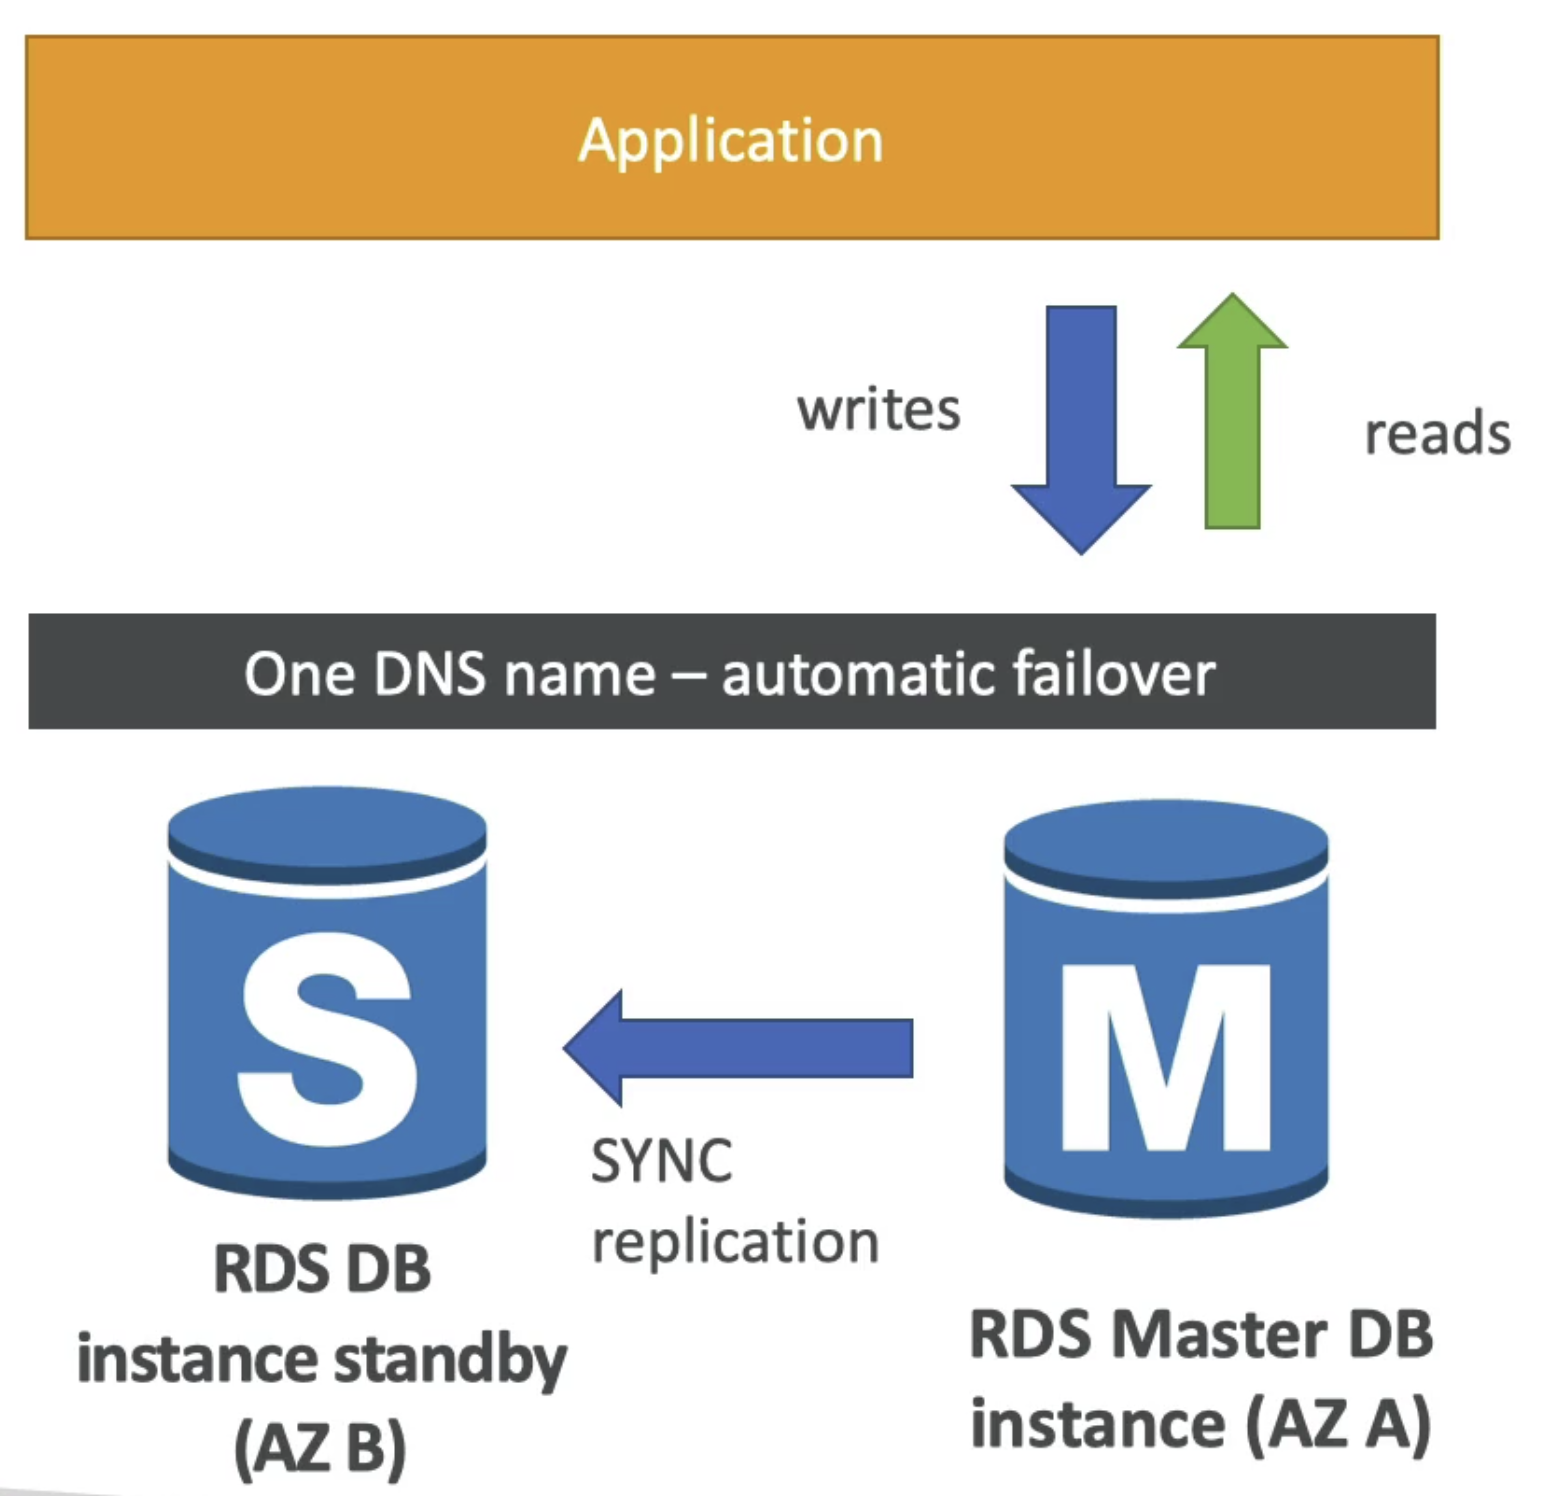 Application
writes
reads
One DNS name – automatic failover
S
M
SYNC
replication
RDS DB
instance standby
(AZ B)
RDS Master DB
instance (AZ A)